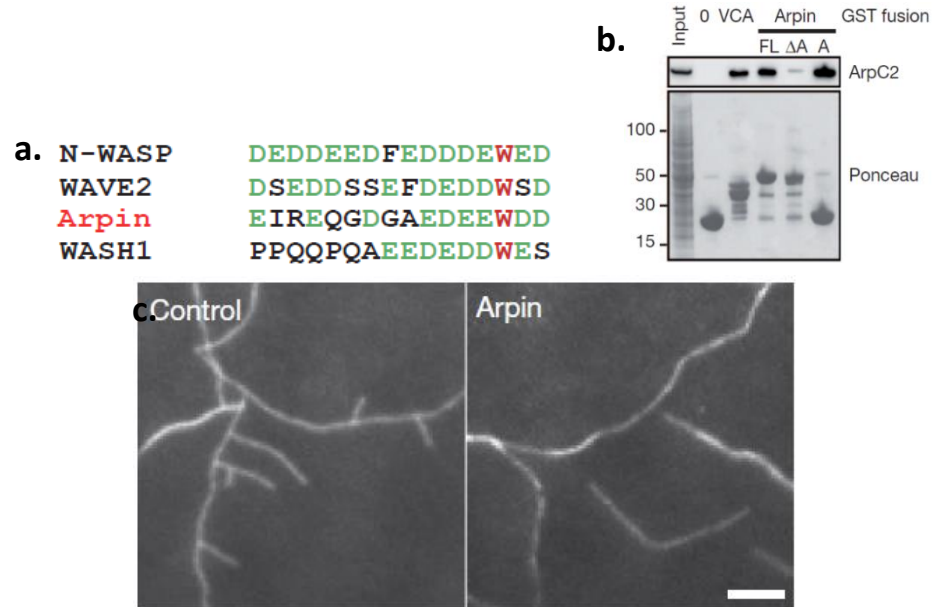 a.
N-WASP DEDDEEDFEDDDEWED
WAVE2 DSEDDSSEFDEDDWSD
Arpin EIREQGDGAEDEEWDD
WASH1 PPQQPQAEEDEDDWES
b.
Input 0 VCA Arpin GST fusion
FL ΔA A
ArpC2
100
50
30
15
Ponceau
c. Control
Arpin